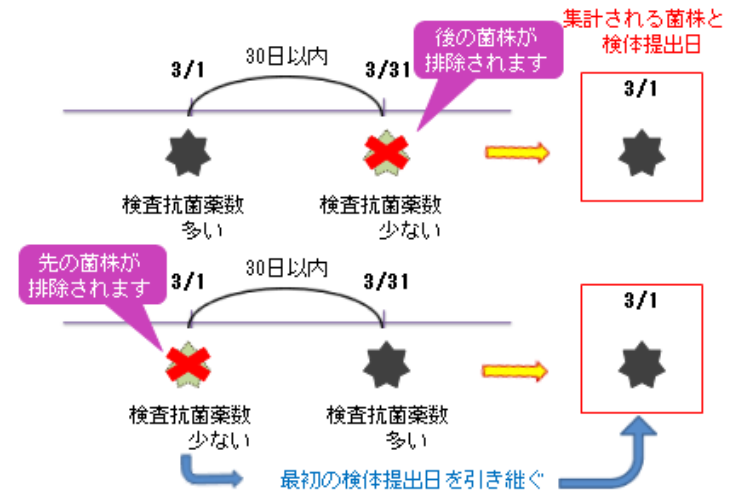 集計される菌株と
検体提出日
後の菌株が
排除されます
30日以内
3/1
3/31
3/1
検査抗菌薬数
多い
検査抗菌薬数
少ない
先の菌株が
排除されます
30日以内
3/1
3/31
3/1
検査抗菌薬数
少ない
検査抗菌薬数
多い
最初の検体提出日を引き継ぐ